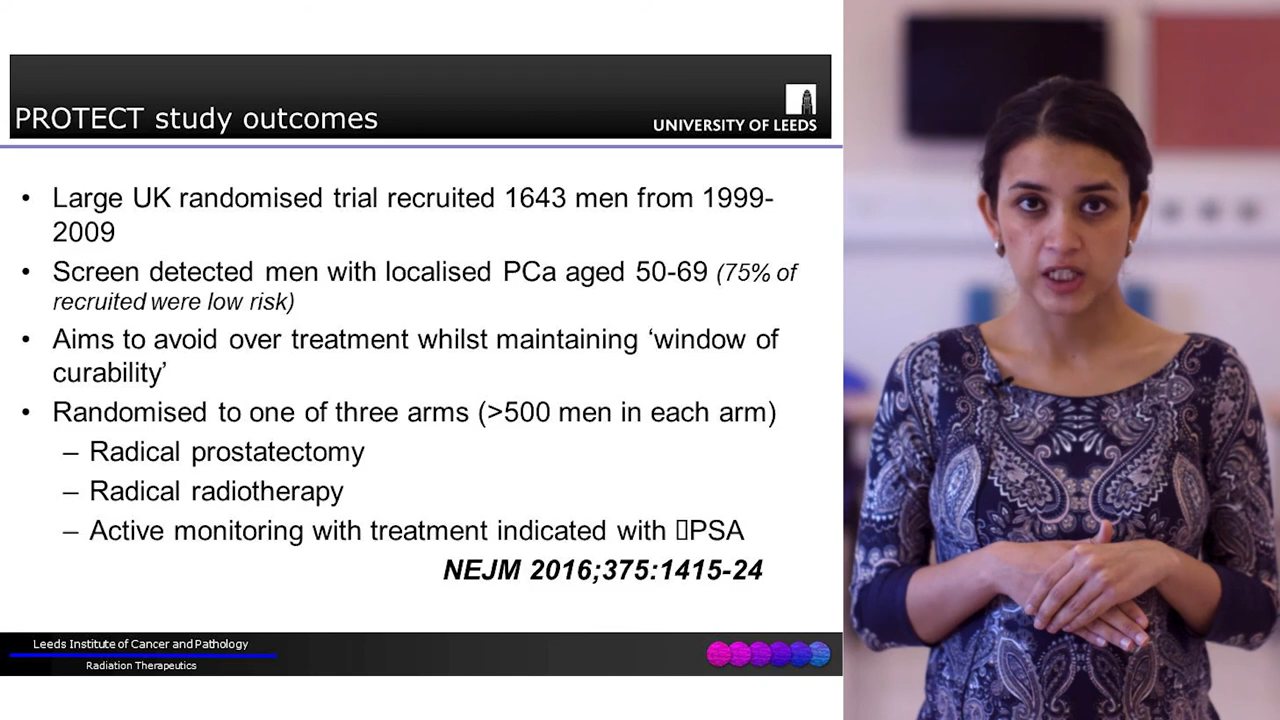 PROTECT study outcomes
UNIVERSITY OF LEEDS
• Large UK randomised trial recruited 1643 men from 1999-
2009
• Screen detected men with localised PCa aged 50-69 (75% of
recruited were low risk)
• Aims to avoid over treatment whilst maintaining ‘window of
curability’
• Randomised to one of three arms (>500 men in each arm)
– Radical prostatectomy
– Radical radiotherapy
– Active monitoring with treatment indicated with PSA
NEJM 2016;375:1415-24
Leeds Institute of Cancer and Pathology
Radiation Therapeutics